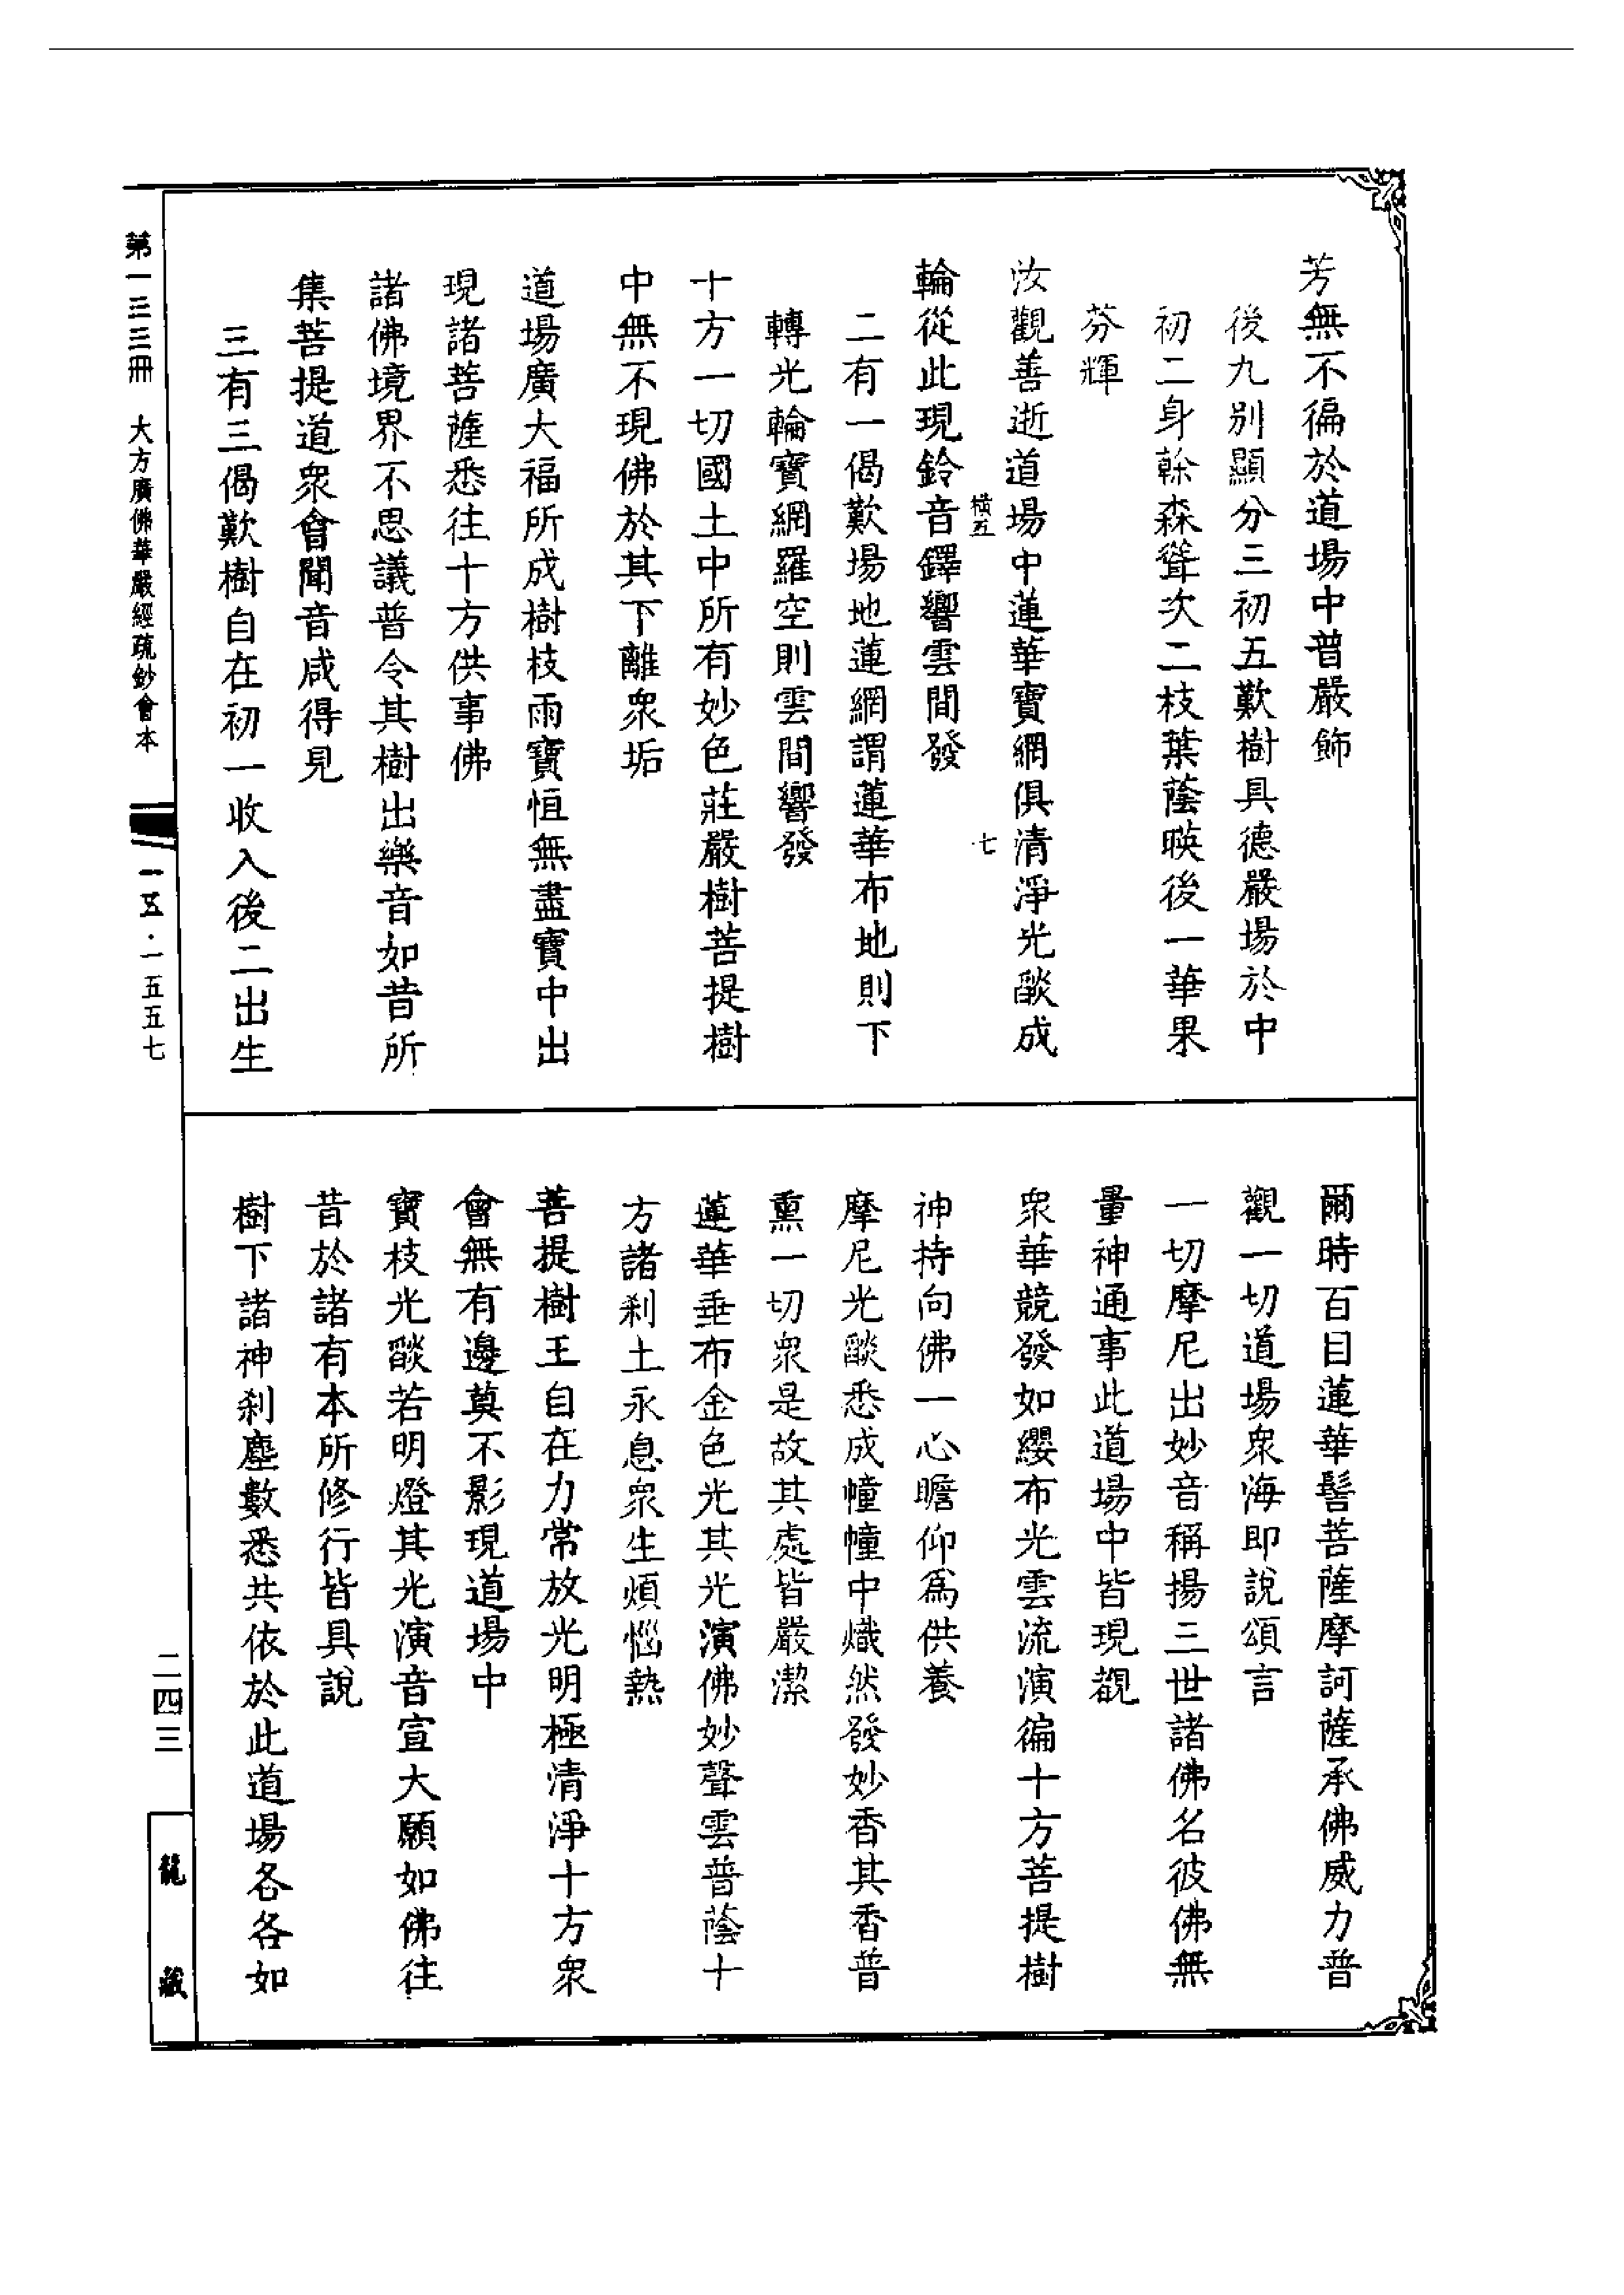 芳無不徧於道場中普嚴飾
後九別顯分三初五歎樹具德嚴場於中
初二身榦森聳次二枝葉蔭暎後一華果
芬輝
汝觀善逝道場中蓮華寶網俱清淨光燄成
橫五
七
輪從此現鈴音鐸響雲間發
二有一偈歎場地蓮網謂蓮華布地則下
轉光輪寶網羅空則雲間響發
十方一切國土中所有妙色莊嚴樹菩提樹
中無不現佛於其下離眾垢
道場廣大福所成樹枝雨寶恒無盡寶中出
現諸菩薩悉往十方供事佛
諸佛境界不思議普令其樹出樂音如昔所
集菩提道眾會聞音咸得見
三有三偈歎樹自在初一收入後二出生
爾時百目蓮華髻菩薩摩訶薩承佛威力普
觀一切道場眾海即說頌言
一切摩尼出妙音稱揚三世諸佛名彼佛無
量神通事此道場中皆現覩
眾華競發如纓布光雲流演徧十方菩提樹
神持向佛一心瞻仰為供養
摩尼光燄悉成幢幢中熾然發妙香其香普
熏一切眾是故其處皆嚴潔
蓮華垂布金色光其光演佛妙聲雲普蔭十
方諸剎土永息眾生煩惱熱
菩提樹王自在力常放光明極清淨十方眾
會無有邊莫不影現道場中
寶枝光燄若明燈其光演音宣大願如佛往
昔於諸有本所修行皆具說
樹下諸神剎塵數悉共依於此道場各各如
第一三三冊 大方廣佛華嚴經疏鈔會本
一五·一五五七
二四三
龍藏